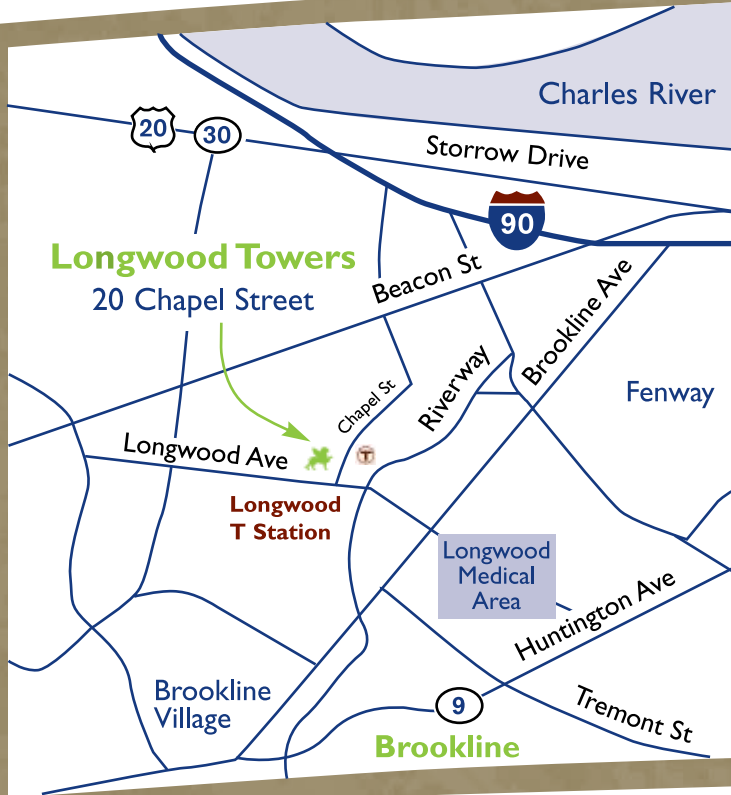 Charles River
20
30
Storrow Drive
90
Longwood Towers
20 Chapel Street
Beacon St
Brookline Ave
Riverway
Fenway
Chapel St
Longwood Ave
T
Longwood
T Station
Longwood
Medical
Area
Huntington Ave
Brookline
Village
9
Tremont St
Brookline